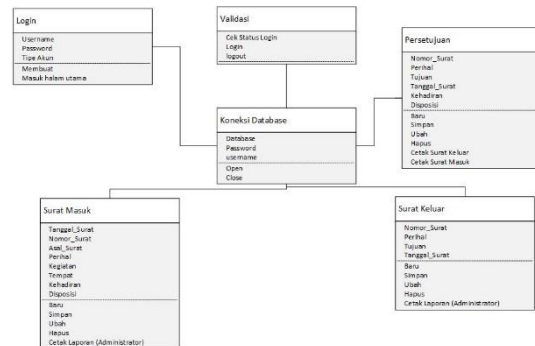 Login
Username
Password
Tipe Akun
Membuat
Masuk halam utama
Validasi
Cek Status Login
Login
logout
Persetujuan
Nomor_Surat
Perihal
Tujuan
Tanggal_Surat
Kehadiran
Disposisi
Baru
Simpan
Ubah
Hapus
Cetak Surat Keluar
Cetak Surat Masuk
Koneksi Database
Database
Password
username
Open
Close
Surat Masuk
Tanggal_Surat
Nomor_Surat
Asal_Surat
Perihal
Kegiatan
Tempat
Kehadiran
Disposisi
Baru
Simpan
Ubah
Hapus
Cetak Laporan (Administrator)
Surat Keluar
Nomor_Surat
Perihal
Tujuan
Tanggal_Surat
Baru
Simpan
Ubah
Hapus
Cetak Laporan (Administrator)